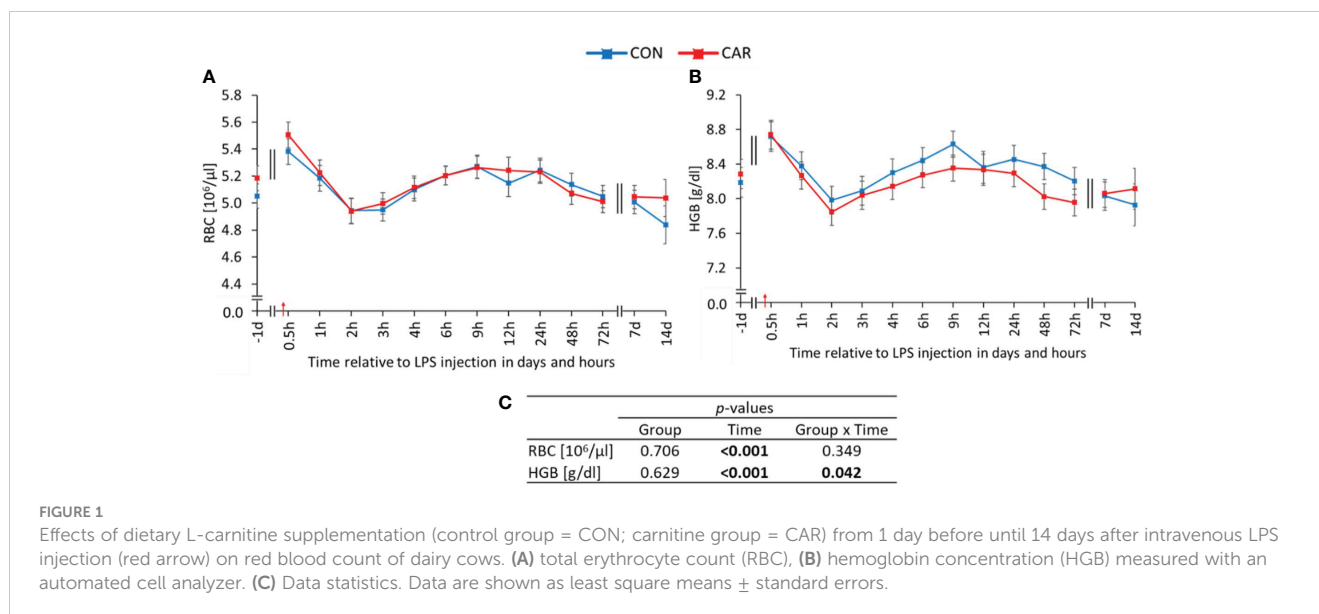 CON CAR
A
5.8
5.6
5.4
5.2
5.0
4.8
4.6
4.4
0.0
RBC [10⁶/µl]
-1d 0.5h 1h 2h 3h 4h 6h 9h 12h 24h 48h 72h 7d 14d
Time relative to LPS injection in days and hours
B
9.2
8.8
8.4
8.0
7.6
7.2
0.0
HGB [g/dl]
-1d 0.5h 1h 2h 3h 4h 6h 9h 12h 24h 48h 72h 7d 14d
Time relative to LPS injection in days and hours
C
p-values
Group Time Group x Time
RBC [10⁶/µl] 0.706 <0.001 0.349
HGB [g/dl] 0.629 <0.001 0.042
FIGURE 1
Effects of dietary L-carnitine supplementation (control group = CON; carnitine group = CAR) from 1 day before until 14 days after intravenous LPS
injection (red arrow) on red blood count of dairy cows. (A) total erythrocyte count (RBC), (B) hemoglobin concentration (HGB) measured with an
automated cell analyzer. (C) Data statistics. Data are shown as least square means ± standard errors.